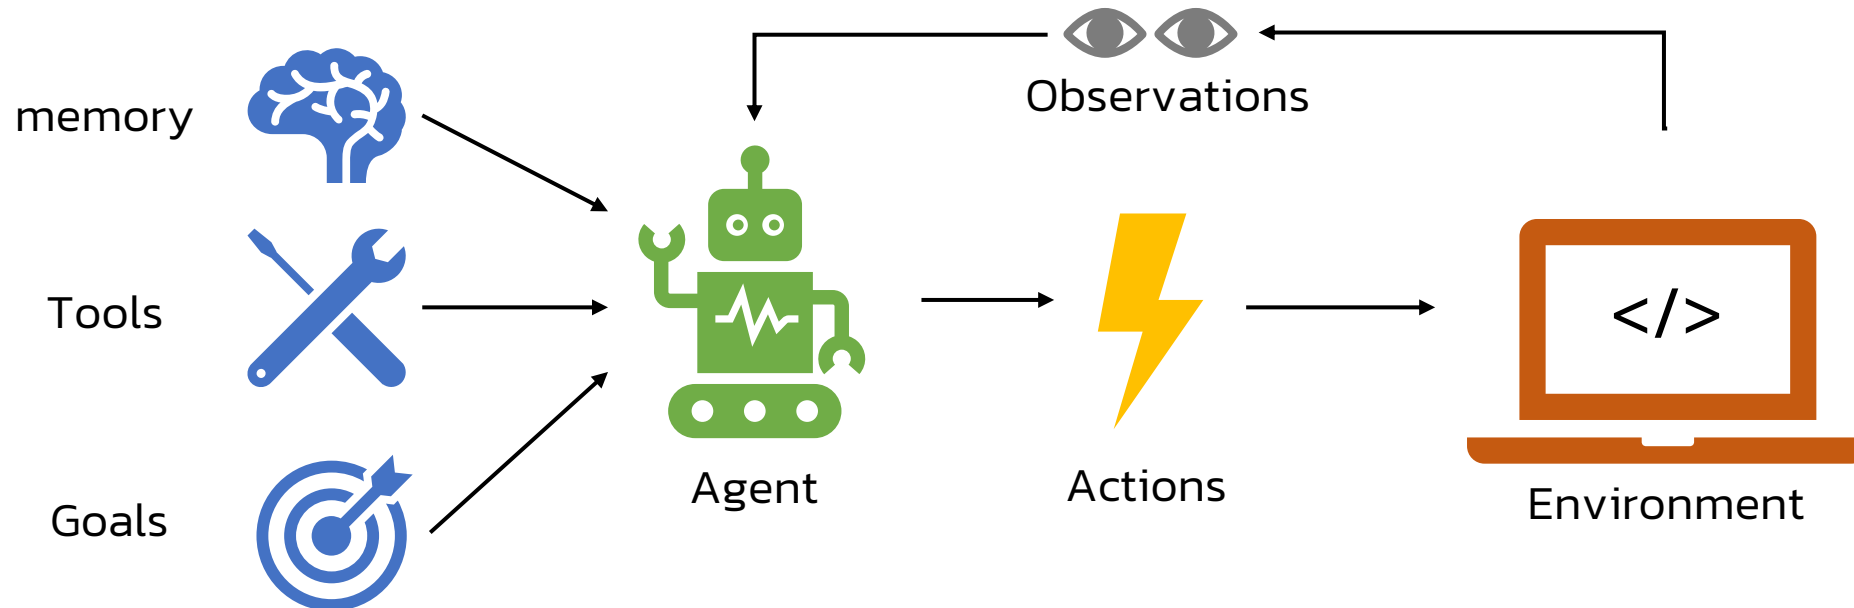 memory
Observations
Tools
</>
Agent
Actions
Environment
Goals